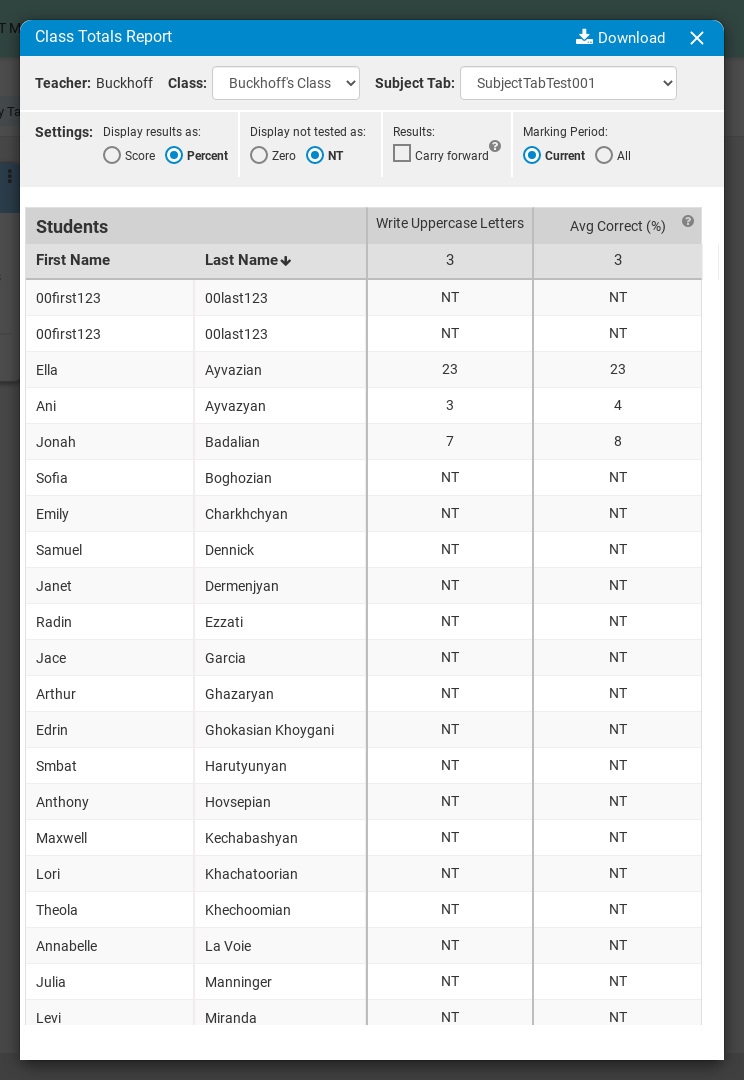 Class Totals Report Download
Teacher: Buckhoff Class: Buckhoff's Class Subject Tab: SubjectTabTest001
Settings: Display results as: Display not tested as: Results: Marking Period:
Score Percent Zero NT Carry forward ? Current All
Students Write Uppercase Letters Avg Correct (%) ?
First Name Last Name 3 3
00first123 00last123 NT NT
00first123 00last123 NT NT
Ella Ayvazian 23 23
Ani Ayvazyan 3 4
Jonah Badalian 7 8
Sofia Boghozian NT NT
Emily Charkhchyan NT NT
Samuel Dennick NT NT
Janet Dermenjyan NT NT
Radin Ezzati NT NT
Jace Garcia NT NT
Arthur Ghazaryan NT NT
Edrin Ghokasian Khoygani NT NT
Smbat Harutyunyan NT NT
Anthony Hovsepian NT NT
Maxwell Kechabashyan NT NT
Lori Khachatoorian NT NT
Theola Khechoomian NT NT
Annabelle La Voie NT NT
Julia Manninger NT NT
Levi Miranda NT NT